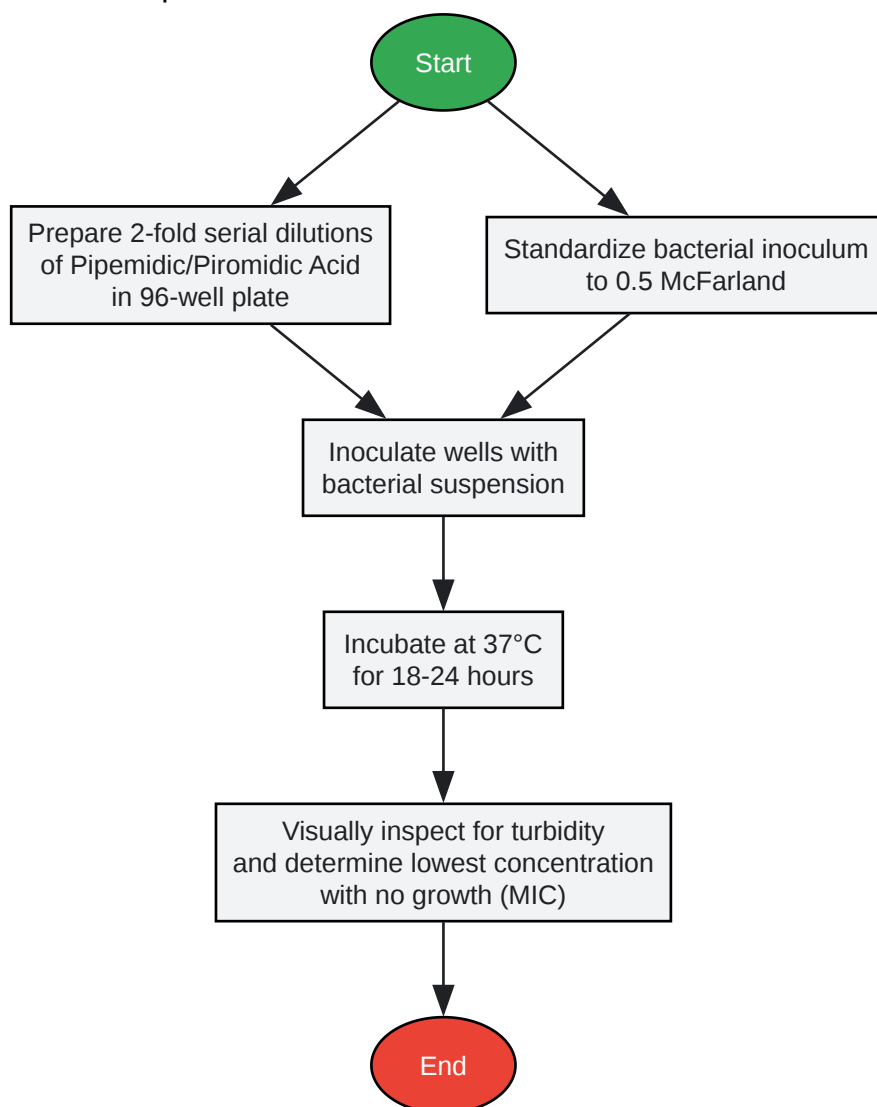 Start
Prepare 2-fold serial dilutions
of Pipemidic/Piromidic Acid
in 96-well plate
Standardize bacterial inoculum
to 0.5 McFarland
Inoculate wells with
bacterial suspension
Incubate at 37°C
for 18-24 hours
Visually inspect for turbidity
and determine lowest concentration
with no growth (MIC)
End